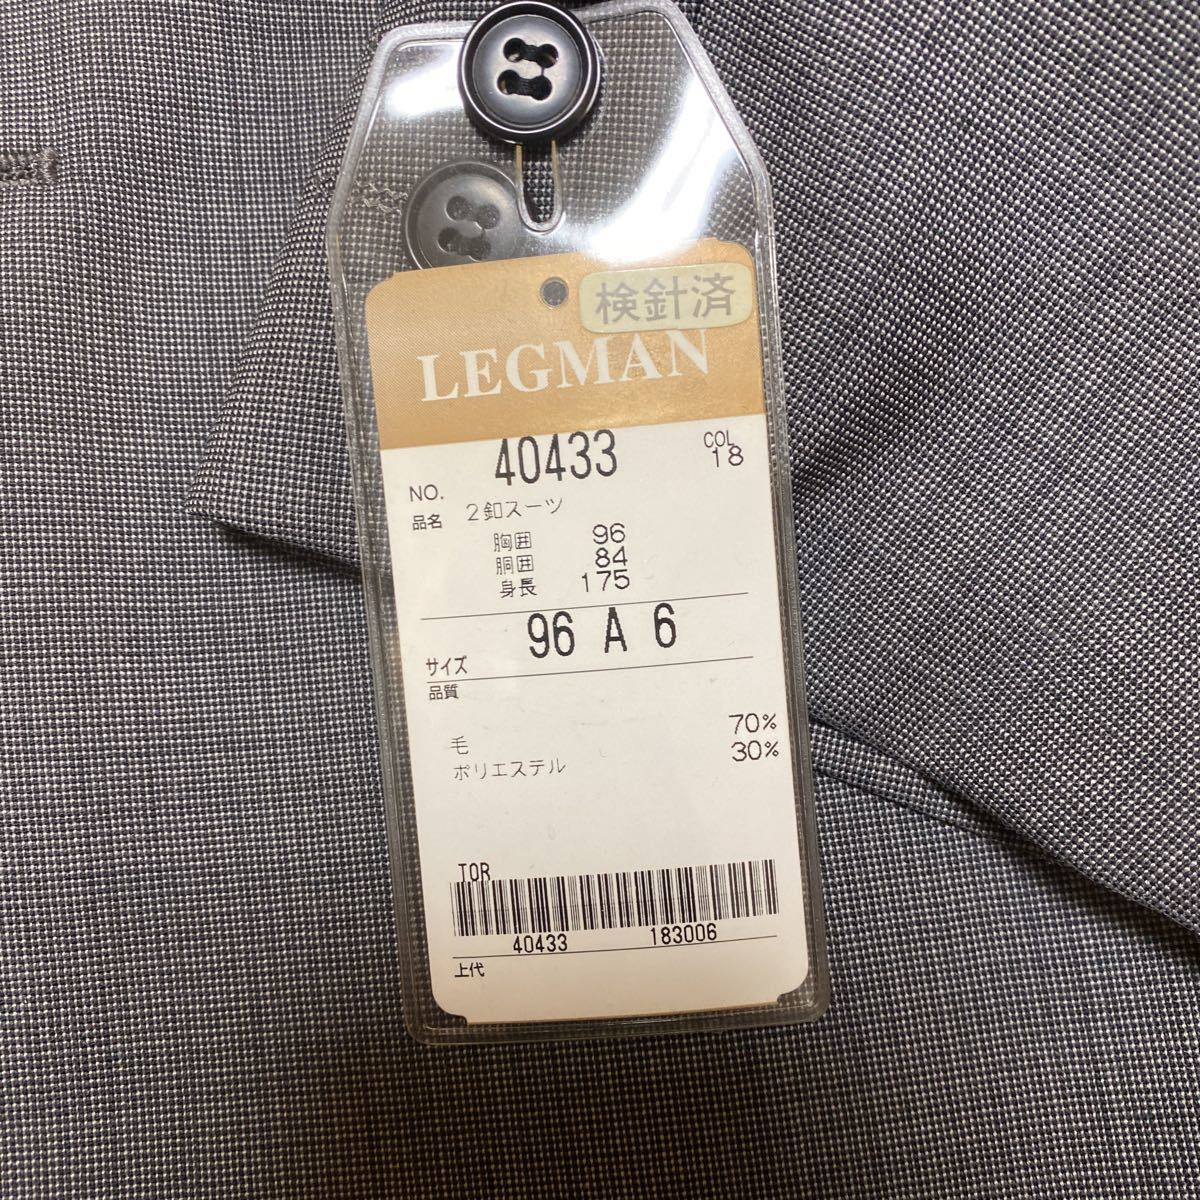 検針済
LEGMAN
NO. 40433 COL 18
品名 2釦スーツ
胸囲 96
胴囲 84
身長 175
サイズ 96 A 6
品質
毛 70%
ポリエステル 30%
TOR
40433 183006
上代